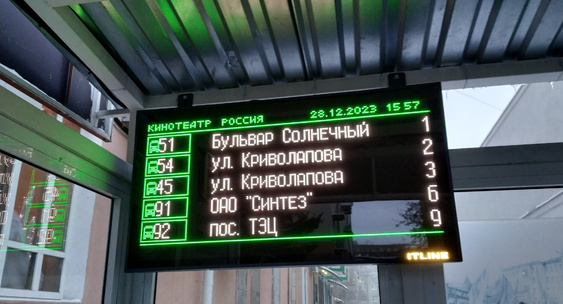 КИНОТЕАТР РОССИЯ 28.12.2023 15 57
51 БУЛЬВАР СОЛНЕЧНЫЙ 1
54 УЛ. КРИВОЛАПОВА 2
45 УЛ. КРИВОЛАПОВА 3
91 ОАО "СИНТЕЗ" 6
92 ПОС. ТЭЦ 9
ITLINE